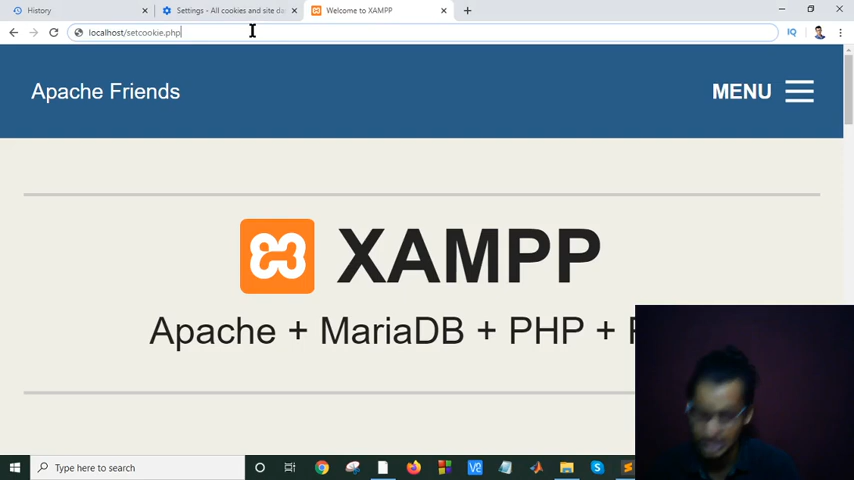 History
Settings - All cookies and site da
Welcome to XAMPP
localhost/setcookie.php
IQ
Apache Friends
MENU
XAMPP
Apache + MariaDB + PHP +
Type here to search